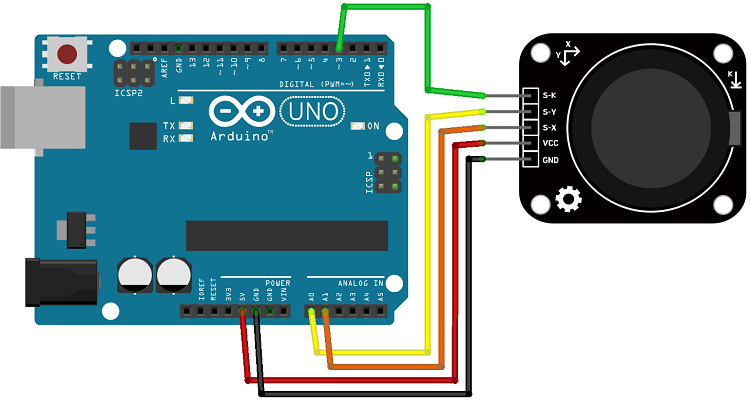 RESET
ICSP2
AREF
GND
13
12
~11
~10
~9
8
7
~6
~5
4
~3
2
TXD▶1
RXD◀0
DIGITAL (PWM=~)
L
TX
RX
Arduino™
UNO
ON
1
ICSP
POWER
ANALOG IN
IOREF
RESET
3V3
5V
GND
GND
VIN
A0
A1
A2
A3
A4
A5
X
Y
K
S-K
S-Y
S-X
VCC
GND